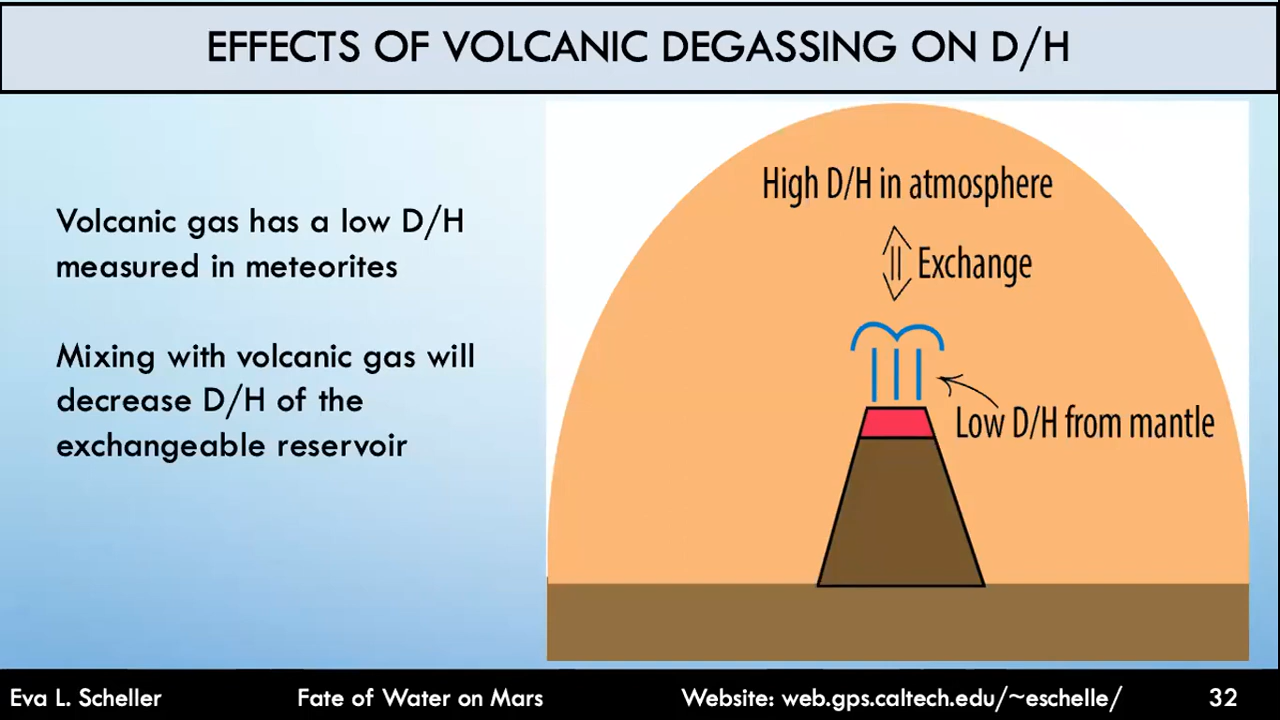 EFFECTS OF VOLCANIC DEGASSING ON D/H
Volcanic gas has a low D/H
measured in meteorites
Mixing with volcanic gas will
decrease D/H of the
exchangeable reservoir
High D/H in atmosphere
Exchange
Low D/H from mantle
Eva L. Scheller
Fate of Water on Mars
Website: web.gps.caltech.edu/~eschelle/
32